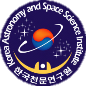 Korea Astronomy and Space Science Institute
한국천문연구원